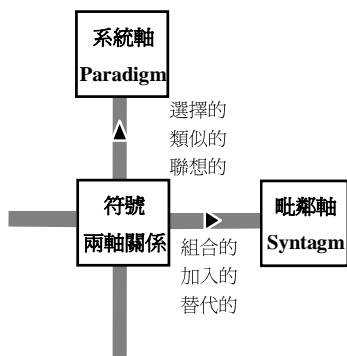 系統軸
Paradigm
選擇的
類似的
聯想的
符號
兩軸關係
毗鄰軸
Syntagm
組合的
加入的
替代的